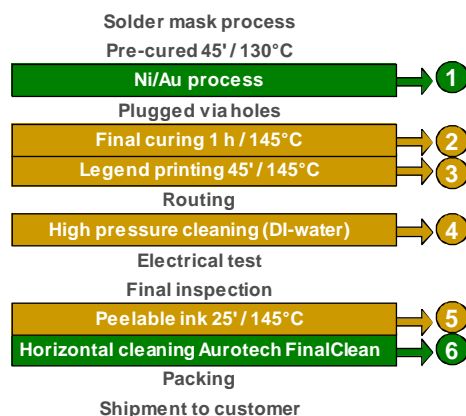 Solder mask process
Pre-cured 45' / 130°C
Ni/Au process 1
Plugged via holes
Final curing 1 h / 145°C 2
Legend printing 45' / 145°C 3
Routing
High pressure cleaning (DI-water) 4
Electrical test
Final inspection
Peelable ink 25' / 145°C 5
Horizontal cleaning Aurotech FinalClean 6
Packing
Shipment to customer